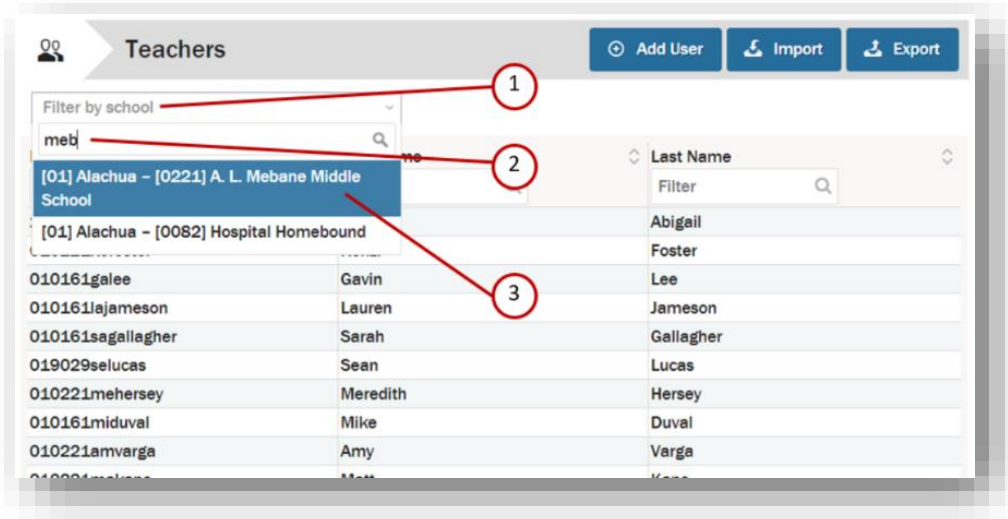 Teachers
Add User
Import
Export
1
Filter by school
meb
2
me
Last Name
[01] Alachua – [0221] A. L. Mebane Middle
School
Filter
[01] Alachua – [0082] Hospital Homebound
Abigail
Foster
010161galee Gavin Lee
3
010161lajameson Lauren Jameson
010161sagallagher Sarah Gallagher
019029selucas Sean Lucas
010221mehersey Meredith Hersey
010161miduval Mike Duval
010221amvarga Amy Varga